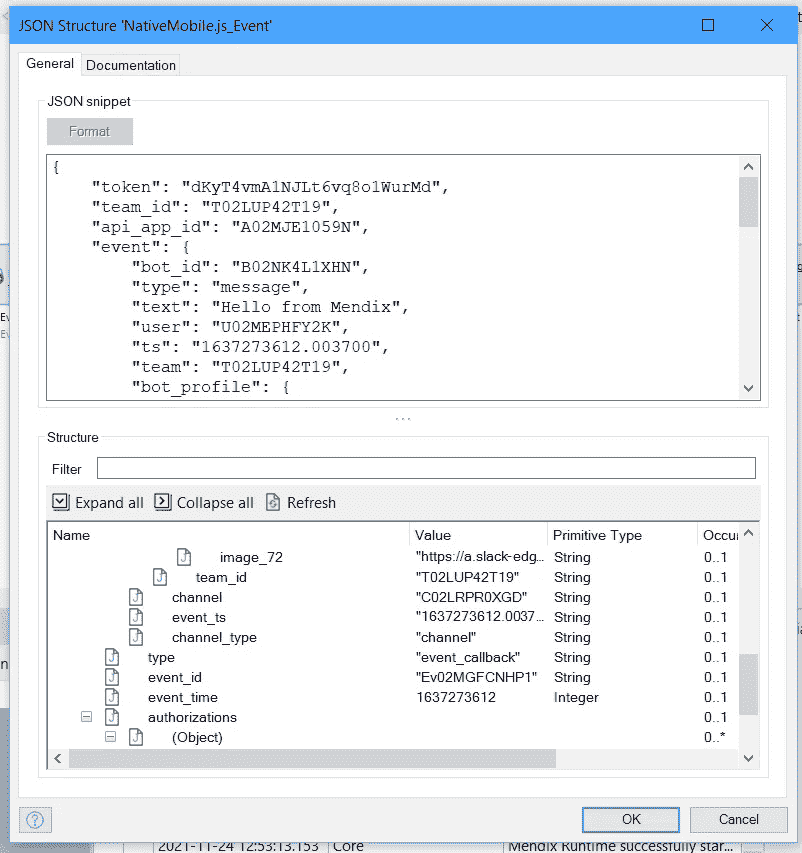 JSON Structure 'NativeMobile.js_Event'
General Documentation
JSON snippet
Format
{
"token": "dKyT4vmA1NJLt6vq8o1WurMd",
"team_id": "T02LUP42T19",
"api_app_id": "A02MJE1059N",
"event": {
"bot_id": "B02NK4L1XHN",
"type": "message",
"text": "Hello from Mendix",
"user": "U02MEPHFY2K",
"ts": "1637273612.003700",
"team": "T02LUP42T19",
"bot_profile": {
...
Structure
Filter
Expand all Collapse all Refresh
Name Value Primitive Type Occu
image_72 "https://a.slack-edg... String 0..1
team_id "T02LUP42T19" String 0..1
channel "C02LRPR0XGD" String 0..1
event_ts "1637273612.0037... String 0..1
channel_type "channel" String 0..1
type "event_callback" String 0..1
event_id "Ev02MGFCNHP1" String 0..1
event_time 1637273612 Integer 0..1
authorizations 0..1
(Object) 0..*
OK Cancel
2021-11-24 12:53:13.153 Core Mendix Runtime successfully star...